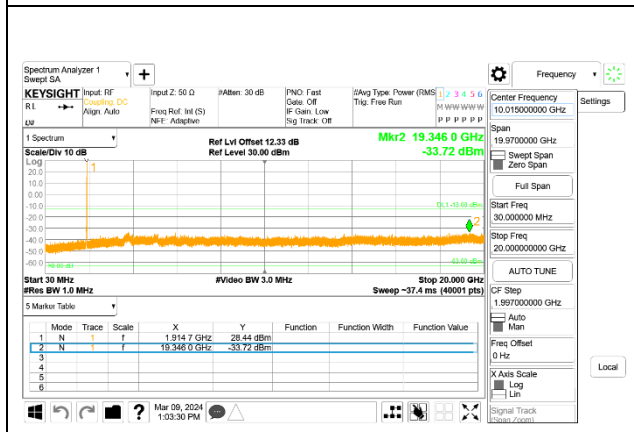 Spectrum Analyzer 1
Swept SA
Frequency
Settings
KEYSIGHT
Input: RF
Coupling: DC
Align: Auto
Input Z: 50 Ω
Freq Ref: Int (S)
NFE: Adaptive
#Atten: 30 dB
PNO: Fast
Gate: Off
IF Gain: Low
Sig Track: Off
#Avg Type: Power (RMS
Trig: Free Run
1 2 3 4 5 6
M W W W W W
P P P P P P
R L
1 Spectrum
Scale/Div 10 dB
Ref Lvl Offset 12.33 dB
Ref Level 30.00 dBm
Mkr2 19.346 0 GHz
-33.72 dBm
Log
20.0
10.0
0.00
-10.0
-20.0
-30.0
-40.0
-50.0
-60.0
1
2
Start 30 MHz
#Res BW 1.0 MHz
#Video BW 3.0 MHz
Stop 20.000 GHz
Sweep ~37.4 ms (40001 pts)
5 Marker Table
Mode Trace Scale X Y Function Function Width Function Value
1 N 1 f 1.914 7 GHz 28.44 dBm
2 N 1 f 19.346 0 GHz -33.72 dBm
3
4
5
6
Mar 09, 2024
1:03:30 PM
Center Frequency
10.015000000 GHz
Span
19.9700000 GHz
Swept Span
Zero Span
Full Span
Start Freq
30.000000 MHz
Stop Freq
20.000000000 GHz
AUTO TUNE
CF Step
1.997000000 GHz
Auto
Man
Freq Offset
0 Hz
X Axis Scale
Log
Lin
Signal Track
(Span Zoom)
Local